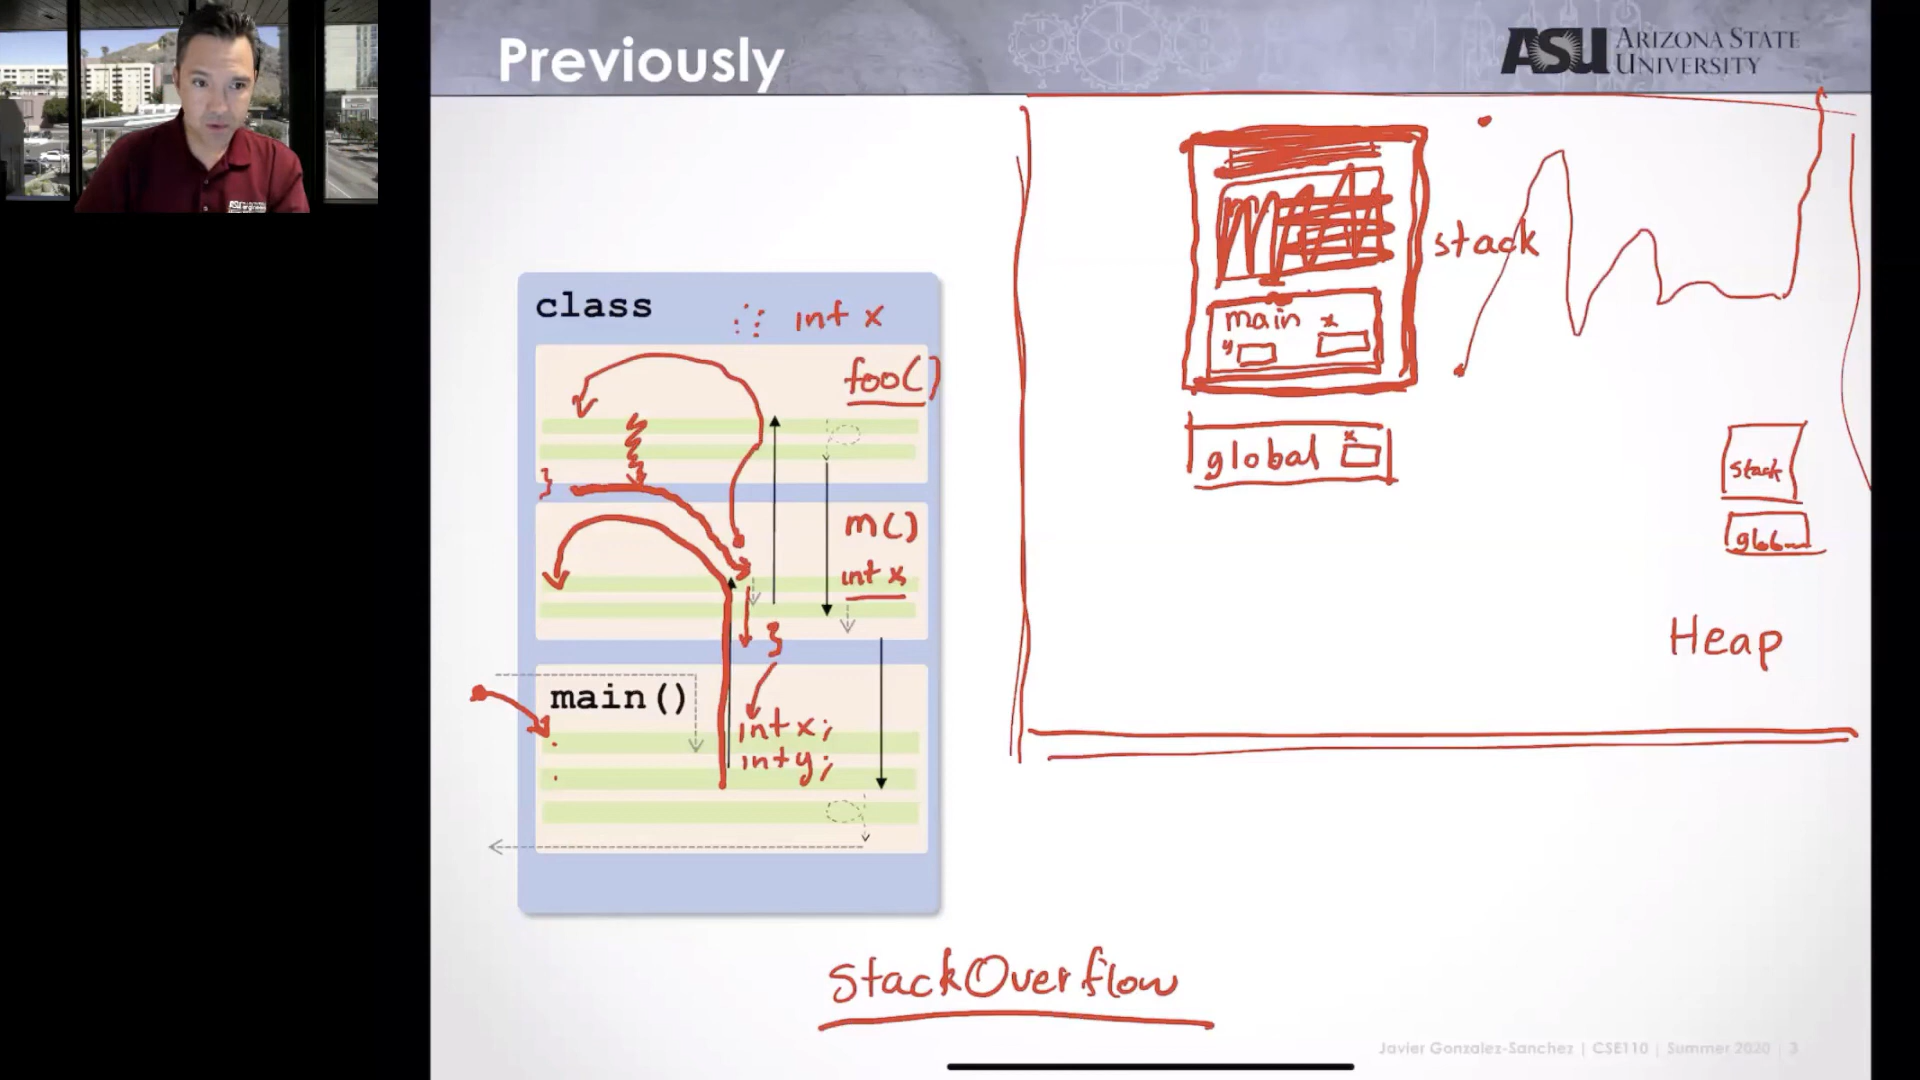 Previously
ASU ARIZONA STATE UNIVERSITY
class
int x
foo()
}
m()
int x
}
main()
int x;
int y;
stack
main x
y
global x
stack
Heap
StackOverflow
Javier Gonzalez-Sanchez | CSE110 | Summer 2020 | 3